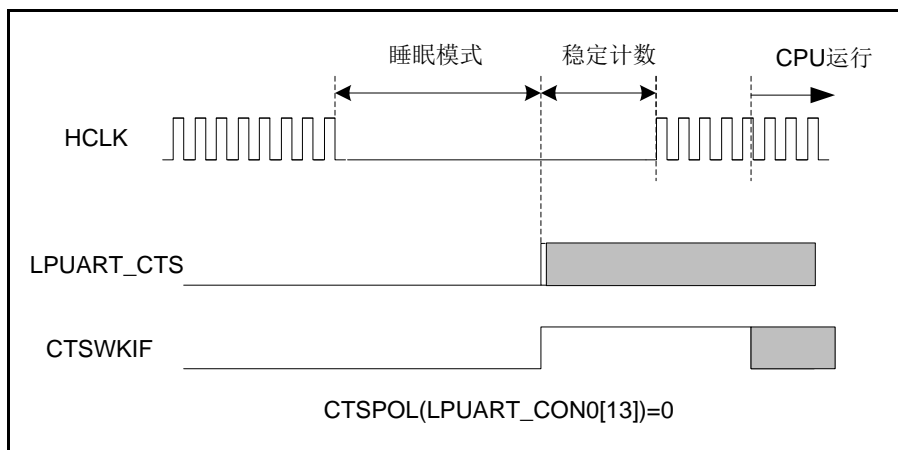 睡眠模式
稳定计数
CPU运行
HCLK
LPUART_CTS
CTSWKIF
CTSPOL(LPUART_CON0[13])=0